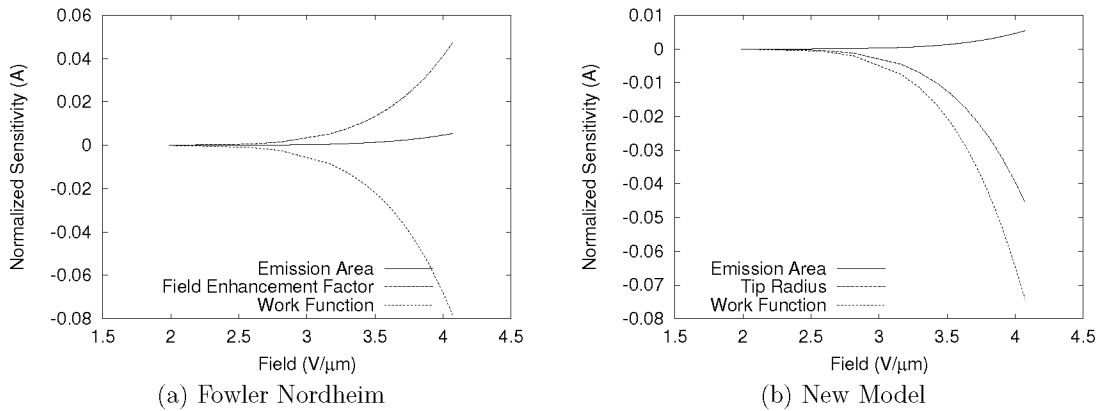 0.06
0.04
0.02
0
-0.02
-0.04
-0.06
-0.08
Normalized Sensitivity (A)
Emission Area
Field Enhancement Factor
Work Function
1.5 2 2.5 3 3.5 4 4.5
Field (V/μm)
(a) Fowler Nordheim
0.01
0
-0.01
-0.02
-0.03
-0.04
-0.05
-0.06
-0.07
-0.08
Normalized Sensitivity (A)
Emission Area
Tip Radius
Work Function
1.5 2 2.5 3 3.5 4 4.5
Field (V/μm)
(b) New Model